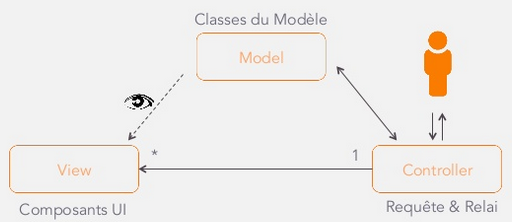 Classes du Modèle
Model
*
1
View
Controller
Composants UI
Requête & Relai